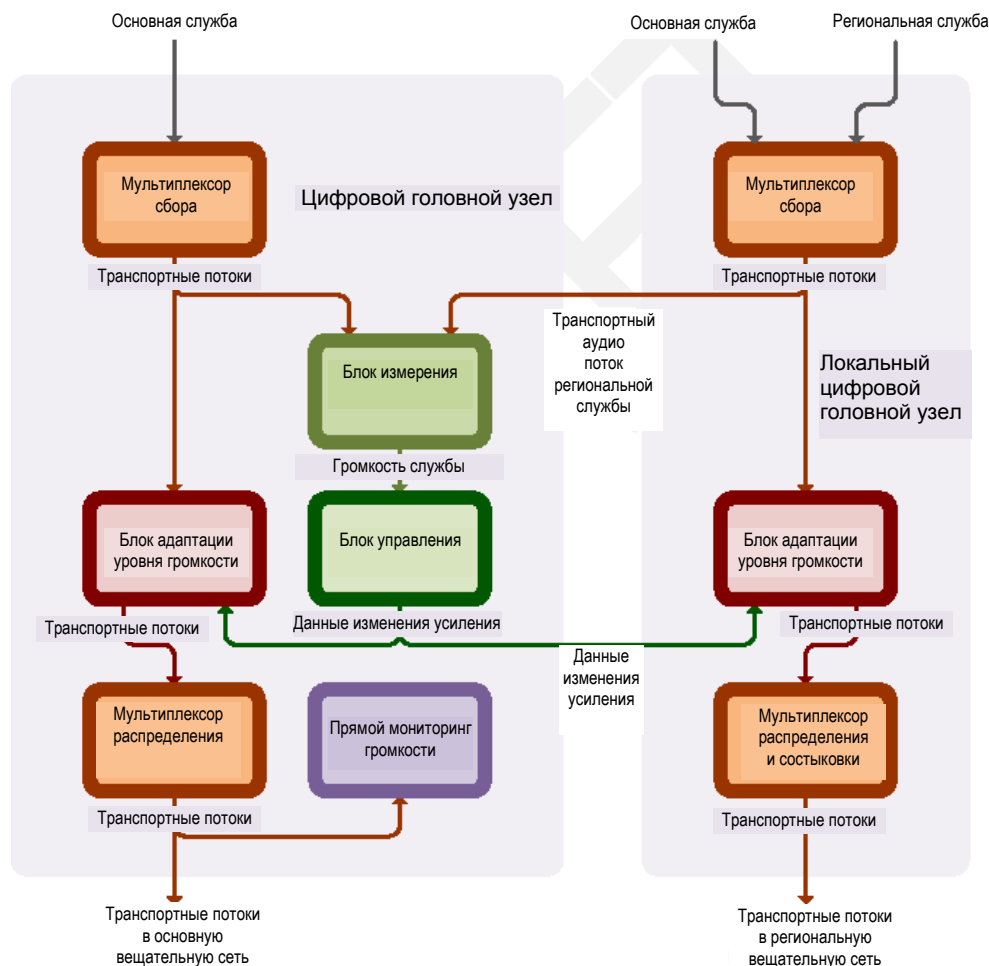 Основная служба
Основная служба
Региональная служба
Мультиплексор
сбора
Цифровой головной узел
Мультиплексор
сбора
Транспортные потоки
Транспортные потоки
Транспортный
аудио
поток
региональной
службы
Блок измерения
Локальный
цифровой
головной узел
Громкость службы
Блок адаптации
уровня громкости
Блок управления
Блок адаптации
уровня громкости
Транспортные потоки
Данные изменения усиления
Транспортные потоки
Данные
изменения
усиления
Мультиплексор
распределения
Прямой мониторинг
громкости
Мультиплексор
распределения
и состыковки
Транспортные потоки
Транспортные потоки
Транспортные потоки
в основную
вещательную сеть
Транспортные потоки
в региональную
вещательную сеть